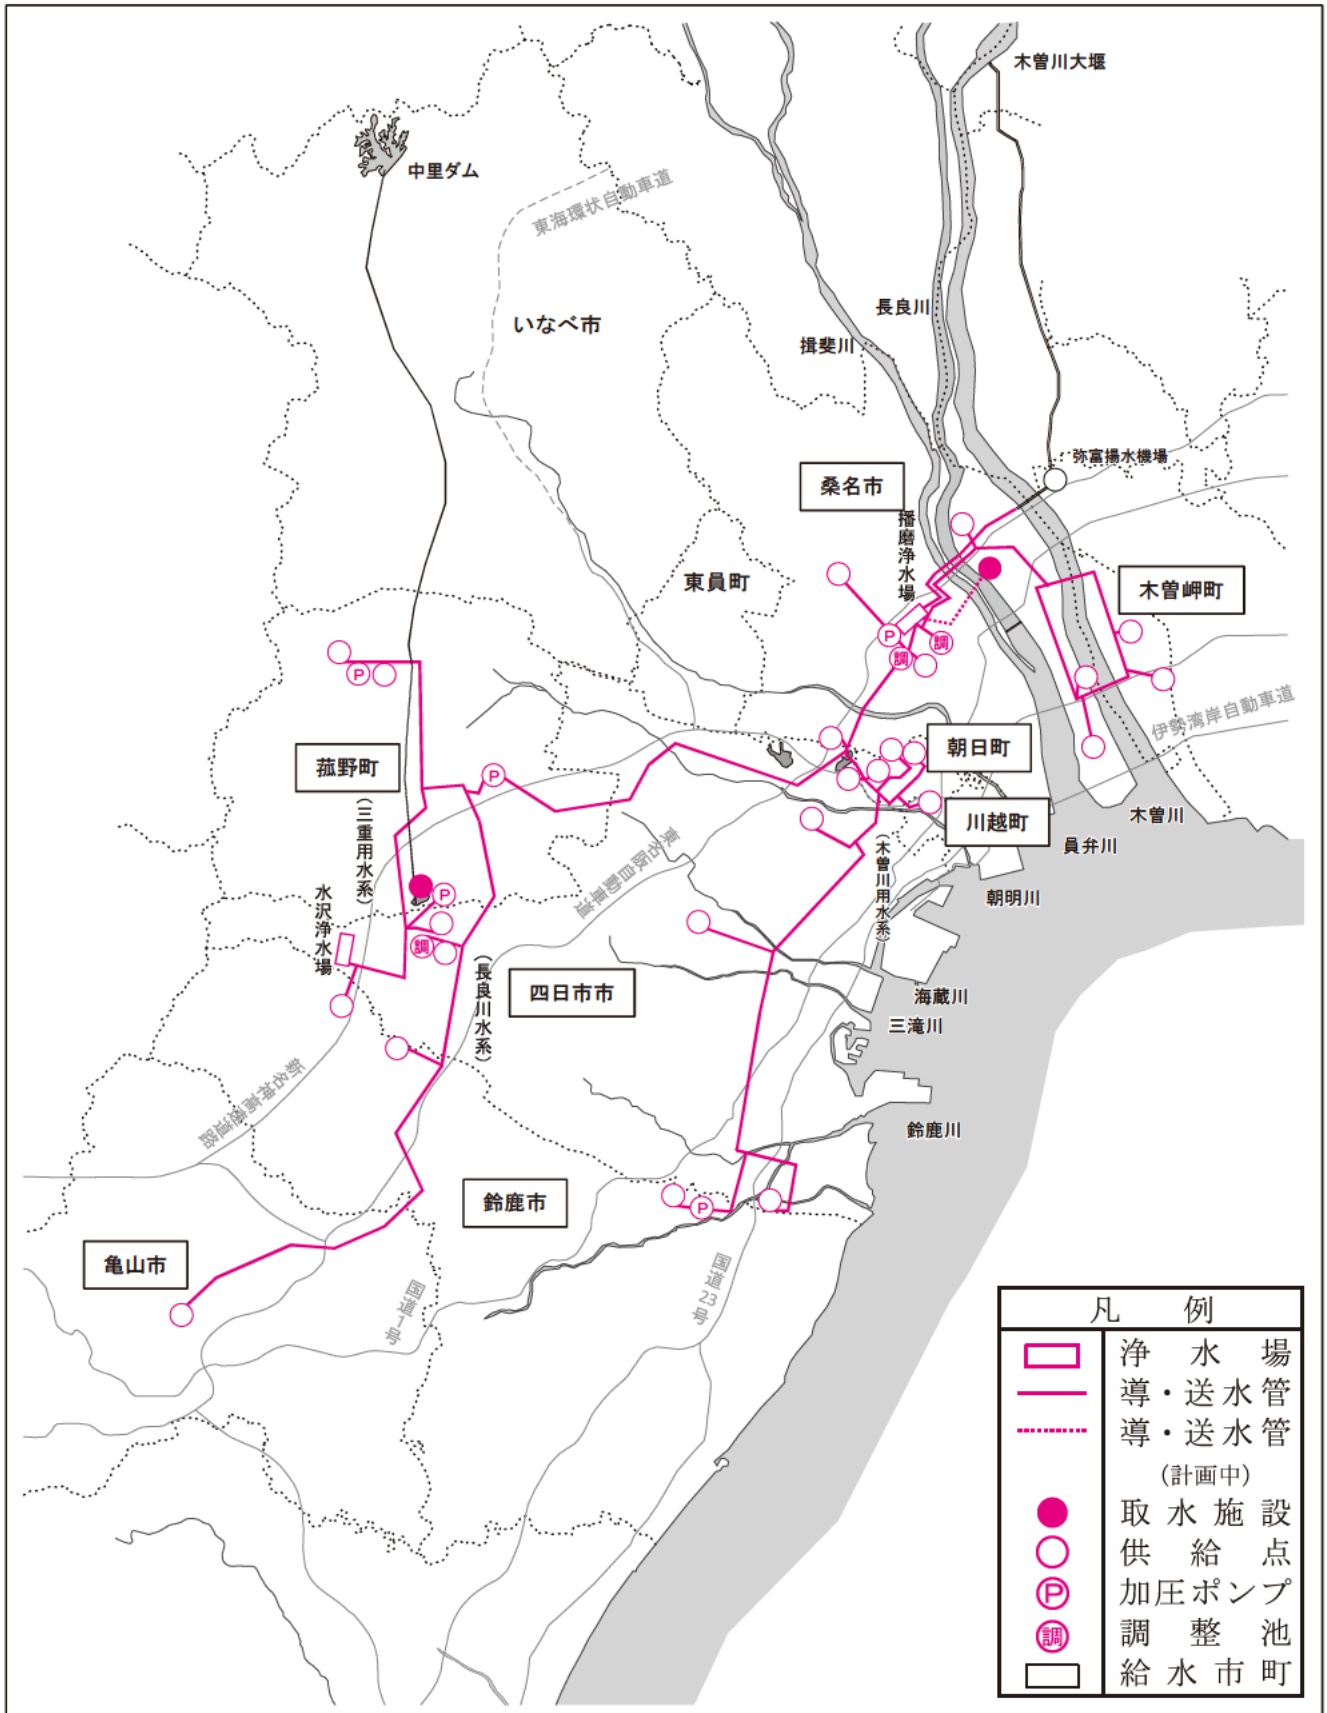 木曽川大堰
中里ダム
東海環状自動車道
いなべ市
長良川
揖斐川
弥富揚水機場
桑名市
播磨浄水場
東員町
木曽岬町
伊勢湾岸自動車道
朝日町
菰野町
(三重用水系)
川越町
木曽川
員弁川
東名阪自動車道
(木曽川用水系)
朝明川
水沢浄水場
(長良川水系)
四日市市
海蔵川
三滝川
新名神高速道路
鈴鹿川
鈴鹿市
亀山市
国道1号
国道23号
P
P
調
調
P
P
調
P
凡例
浄水場
導・送水管
導・送水管
(計画中)
取水施設
供給点
P
加圧ポンプ
調
調整池
給水市町